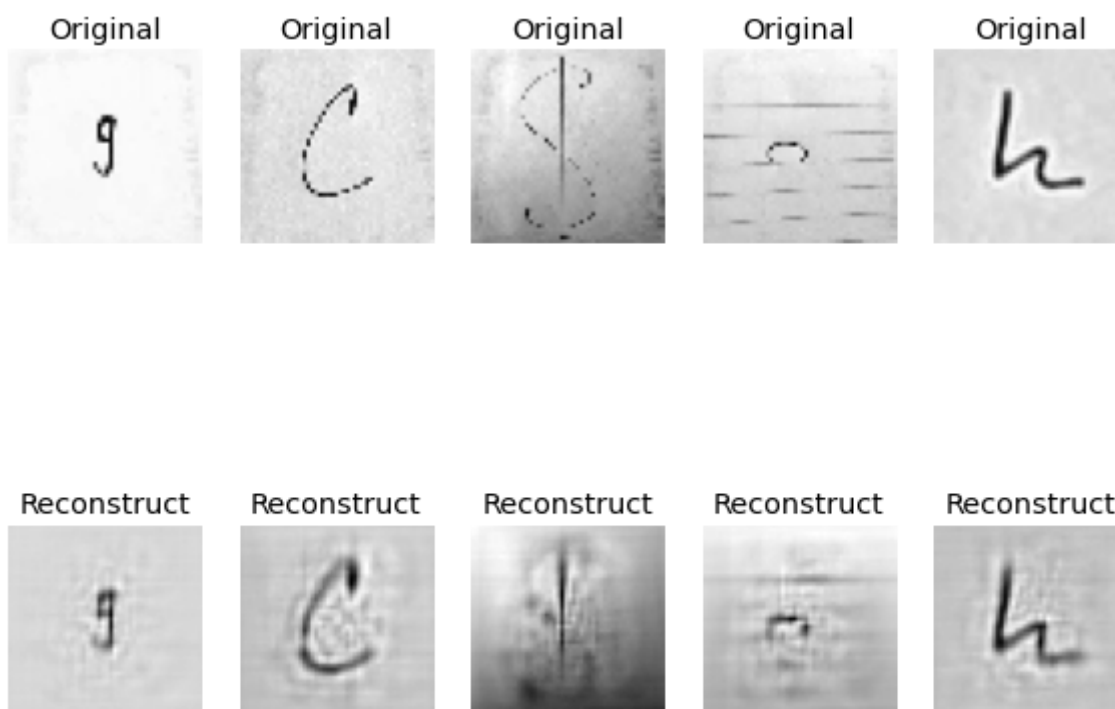 Original Original Original Original Original
g C $ h
Reconstruct Reconstruct Reconstruct Reconstruct Reconstruct
g C h